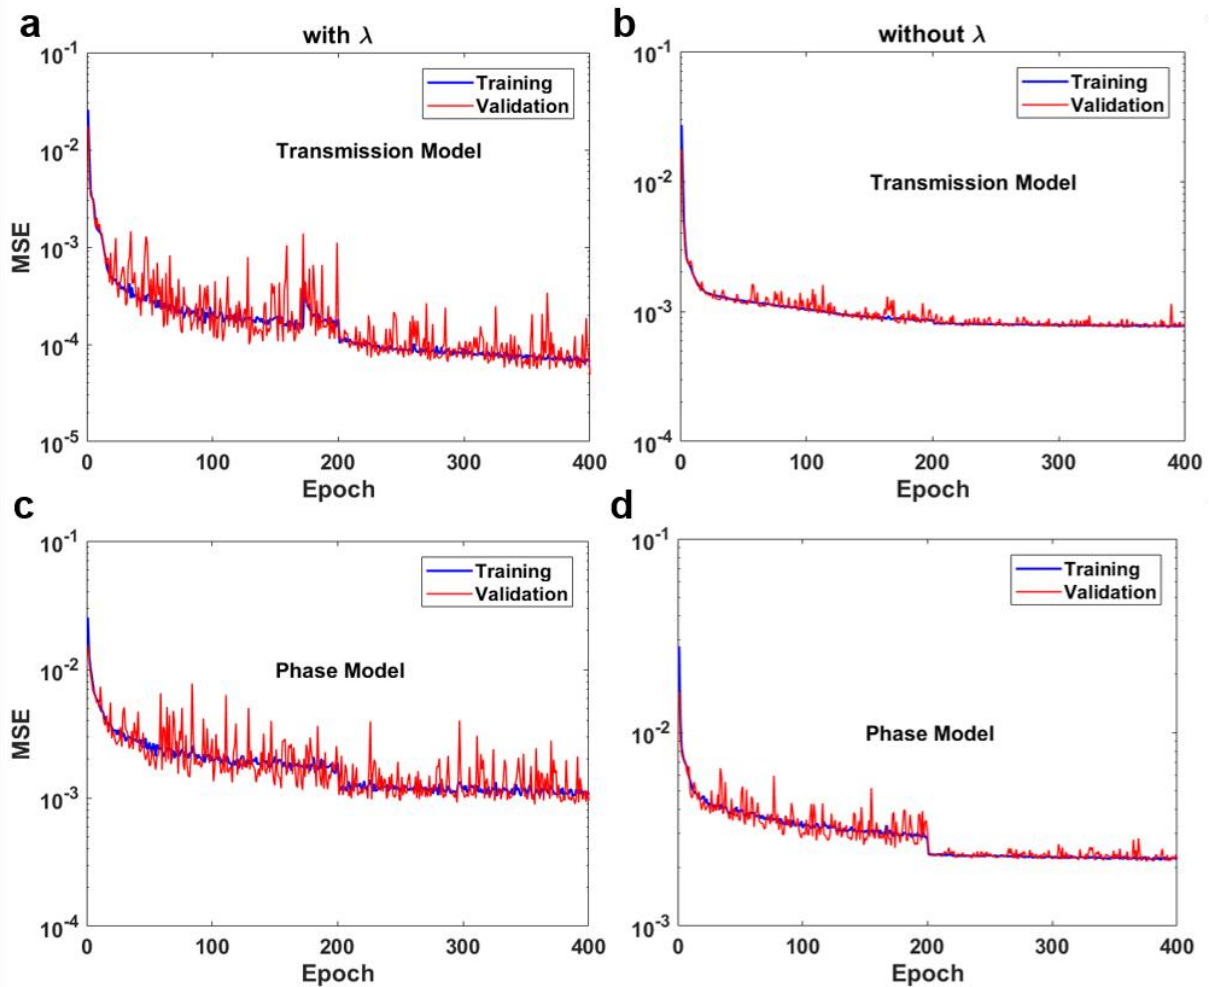 a
with λ
10^-1
10^-2
10^-3
10^-4
10^-5
MSE
Training
Validation
Transmission Model
0 100 200 300 400
Epoch
b
without λ
10^-1
10^-2
10^-3
10^-4
Training
Validation
Transmission Model
0 100 200 300 400
Epoch
c
10^-1
10^-2
10^-3
10^-4
MSE
Training
Validation
Phase Model
0 100 200 300 400
Epoch
d
10^-1
10^-2
10^-3
Training
Validation
Phase Model
0 100 200 300 400
Epoch